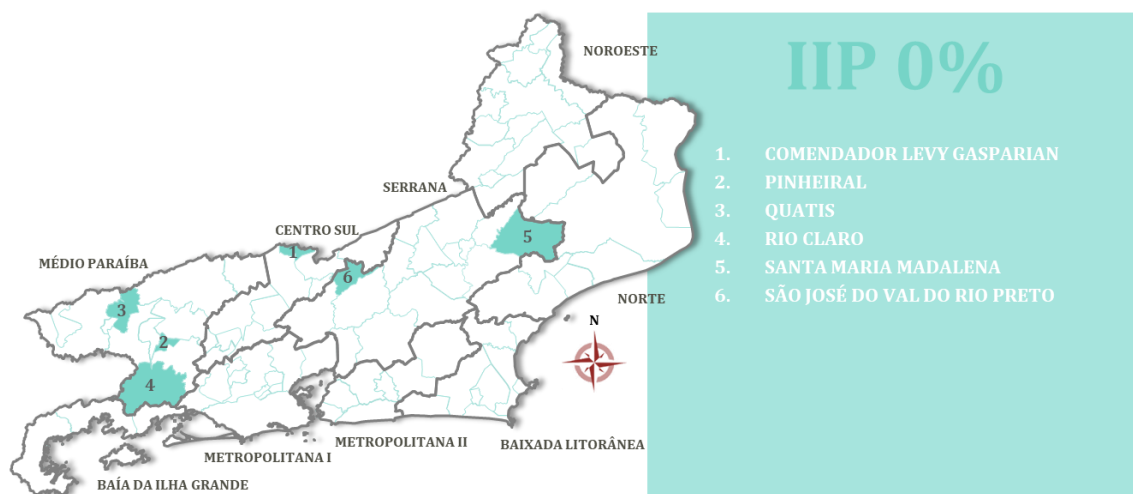 NOROESTE
SERRANA
CENTRO SUL
MÉDIO PARAÍBA
1
2
3
4
5
6
NORTE
N
BAIXADA LITORÂNEA
METROPOLITANA II
METROPOLITANA I
BAÍA DA ILHA GRANDE
IIP 0%
1. COMENDADOR LEVY GASPARIAN
2. PINHEIRAL
3. QUATIS
4. RIO CLARO
5. SANTA MARIA MADALENA
6. SÃO JOSÉ DO VAL DO RIO PRETO